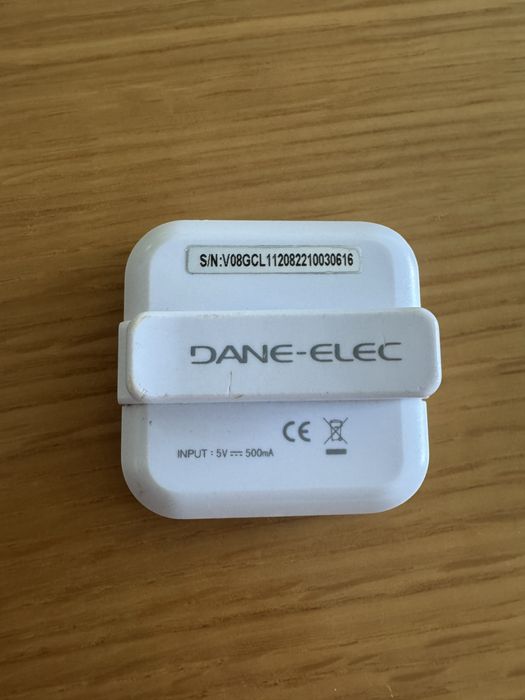 S/N:V08GCL112082210030616
DANE-ELEC
CE
INPUT : 5V ⎓ 500mA